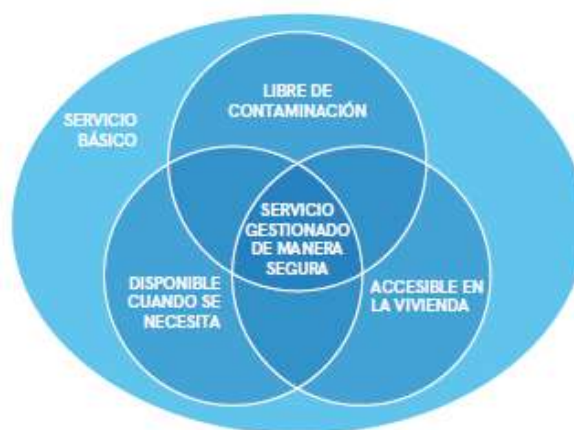 LIBRE DE
CONTAMINACIÓN
SERVICIO
BÁSICO
SERVICIO
GESTIONADO
DE MANERA
SEGURA
DISPONIBLE
CUANDO SE
NECESITA
ACCESIBLE EN
LA VIVIENDA